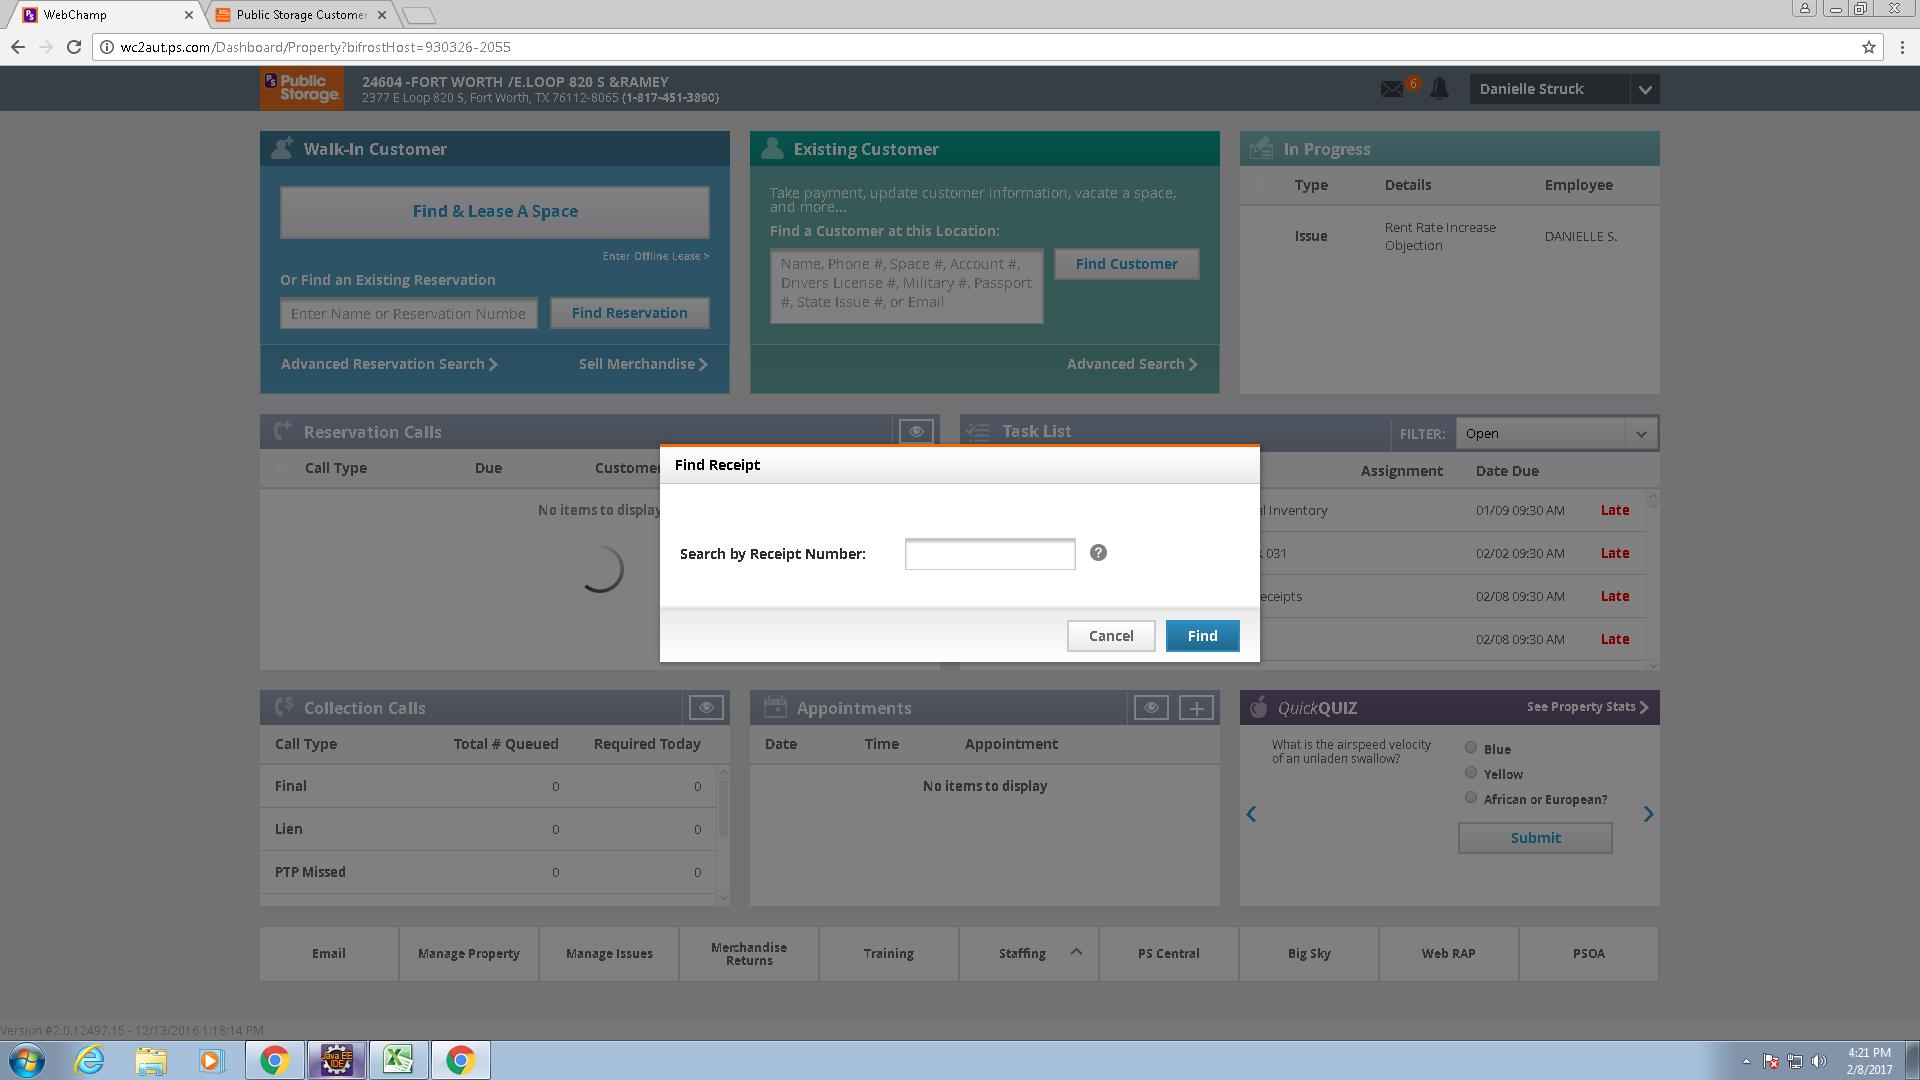 WebChamp
Public Storage Customer
wc2aut.ps.com/Dashboard/Property?bifrostHost=930326-2055
PS Public Storage.
24604 -FORT WORTH /E.LOOP 820 S &RAMEY
2377 E Loop 820 S, Fort Worth, TX 76112-8065 (1-817-451-3890)
6
Danielle Struck
Walk-In Customer
Find & Lease A Space
Enter Offline Lease >
Or Find an Existing Reservation
Enter Name or Reservation Numbe
Find Reservation
Advanced Reservation Search
Sell Merchandise
Existing Customer
Take payment, update customer information, vacate a space,
and more...
Find a Customer at this Location:
Name, Phone #, Space #, Account #,
Drivers License #, Military #, Passport
#, State Issue #, or Email
Find Customer
Advanced Search
In Progress
Type Details Employee
Issue
Rent Rate Increase
Objection
DANIELLE S.
Reservation Calls
Call Type Due Custome
No items to display
Task List
FILTER: Open
Assignment Date Due
al Inventory 01/09 09:30 AM Late
031 02/02 09:30 AM Late
eceipts 02/08 09:30 AM Late
02/08 09:30 AM Late
Find Receipt
Search by Receipt Number:
?
Cancel Find
Collection Calls
Call Type Total # Queued Required Today
Final 0 0
Lien 0 0
PTP Missed 0 0
Appointments
Date Time Appointment
No items to display
QuickQUIZ
See Property Stats
What is the airspeed velocity
of an unladen swallow?
Blue
Yellow
African or European?
Submit
Email
Manage Property
Manage Issues
Merchandise
Returns
Training
Staffing
PS Central
Big Sky
Web RAP
PSOA
Version #2.0.12497.15 - 12/13/2016 1:18:14 PM
Java EE
IDE
4:21 PM
2/8/2017